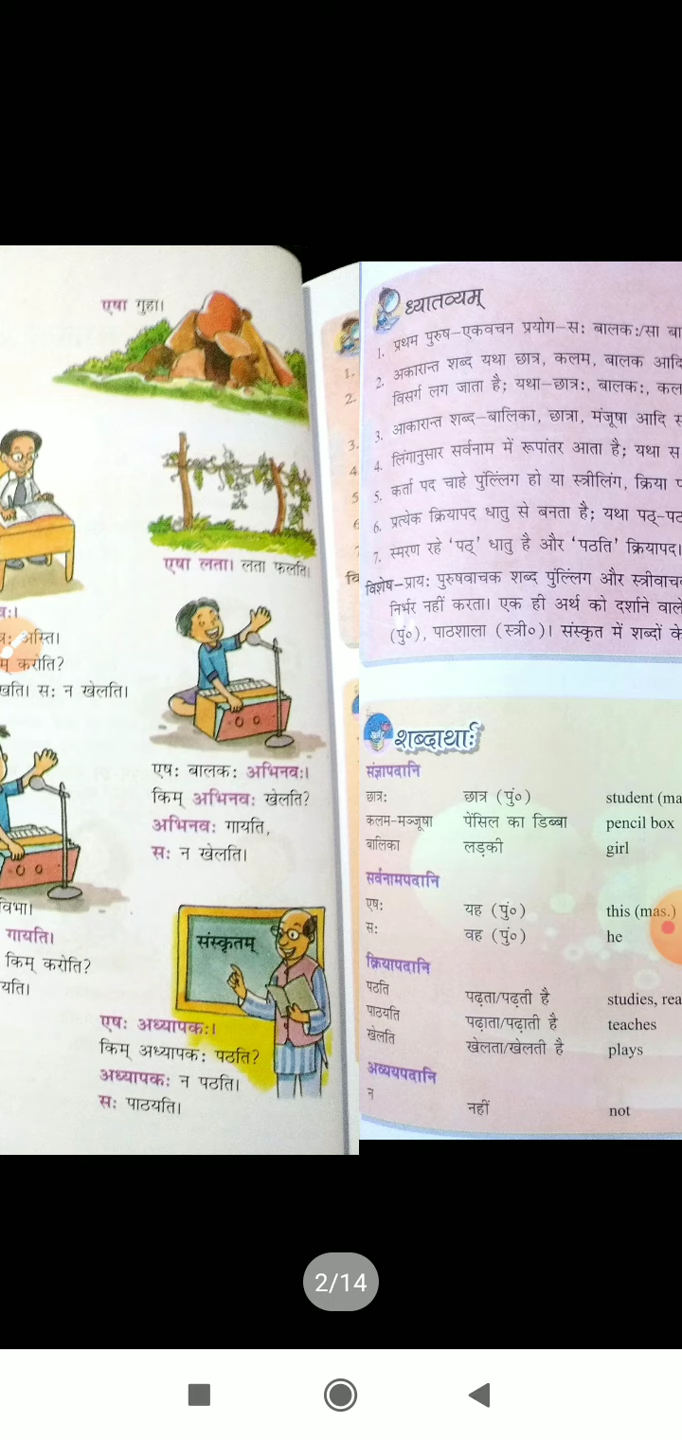 एषा गुहा।
एषा लता। लता फलति।
अस्ति।
करोति?
सः न खेलति।
एषः बालकः अभिनवः।
किम् अभिनवः खेलति?
अभिनवः गायति,
सः न खेलति।
गायति।
किम् करोति?
संस्कृतम्
एषः अध्यापकः।
किम् अध्यापकः पठति?
अध्यापकः न पठति।
सः पाठयति।
1.
2.
3.
4
5
ध्यातव्यम्
1. प्रथम पुरुष–एकवचन प्रयोग–सः बालकः/सा
2. अकारान्त शब्द यथा छात्र, कलम, बालक आदि
विसर्ग लग जाता है; यथा–छात्रः, बालकः,
3. आकारान्त शब्द–बालिका, छात्रा, मंजूषा आदि
4. लिंगानुसार सर्वनाम में रूपांतर आता है; यथा
5. कर्ता पद चाहे पुंल्लिंग हो या स्त्रीलिंग, क्रिया
6. प्रत्येक क्रियापद धातु से बनता है; यथा पठ्–
7. स्मरण रहे 'पठ्' धातु है और 'पठति' क्रियापद।
विशेष–प्रायः पुरुषवाचक शब्द पुंल्लिंग और
निर्भर नहीं करता। एक ही अर्थ को दर्शाने वाले
(पुं०), पाठशाला (स्त्री०)। संस्कृत में शब्दों के
शब्दार्थाः
संज्ञापदानि
छात्रः छात्र (पुं०) student
कलम-मञ्जूषा पेंसिल का डिब्बा pencil box
बालिका लड़की girl
सर्वनामपदानि
एषः यह (पुं०) this (mas.)
सः वह (पुं०) he
क्रियापदानि
पठति पढ़ता/पढ़ती है studies,
पाठयति पढ़ाता/पढ़ाती है teaches
खेलति खेलता/खेलती है plays
अव्ययपदानि
न नहीं not
2/14